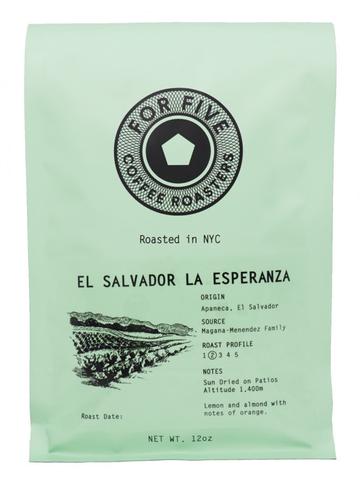 FOR FIVE
COFFEE ROASTERS
Roasted in NYC
EL SALVADOR LA ESPERANZA
ORIGIN
Apaneca, El Salvador
SOURCE
Magana-Menendez Family
ROAST PROFILE
1 2 3 4 5
NOTES
Sun Dried on Patios
Altitude 1,400m
Lemon and almond with
notes of orange.
Roast Date:
NET WT. 12oz